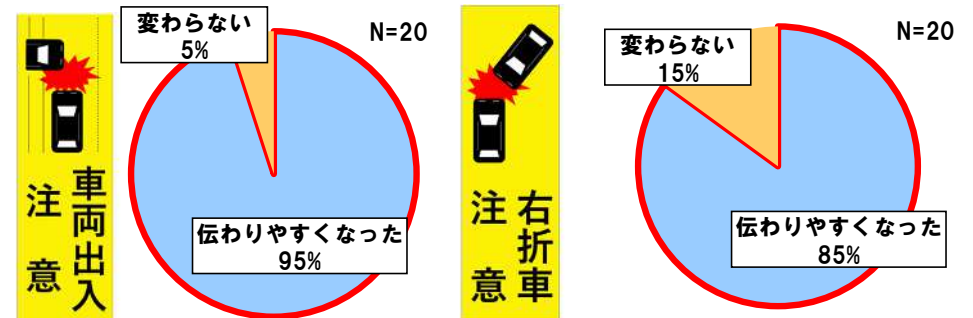 車両出入
注意
変わらない
5%
N=20
伝わりやすくなった
95%
右折車
注意
変わらない
15%
N=20
伝わりやすくなった
85%